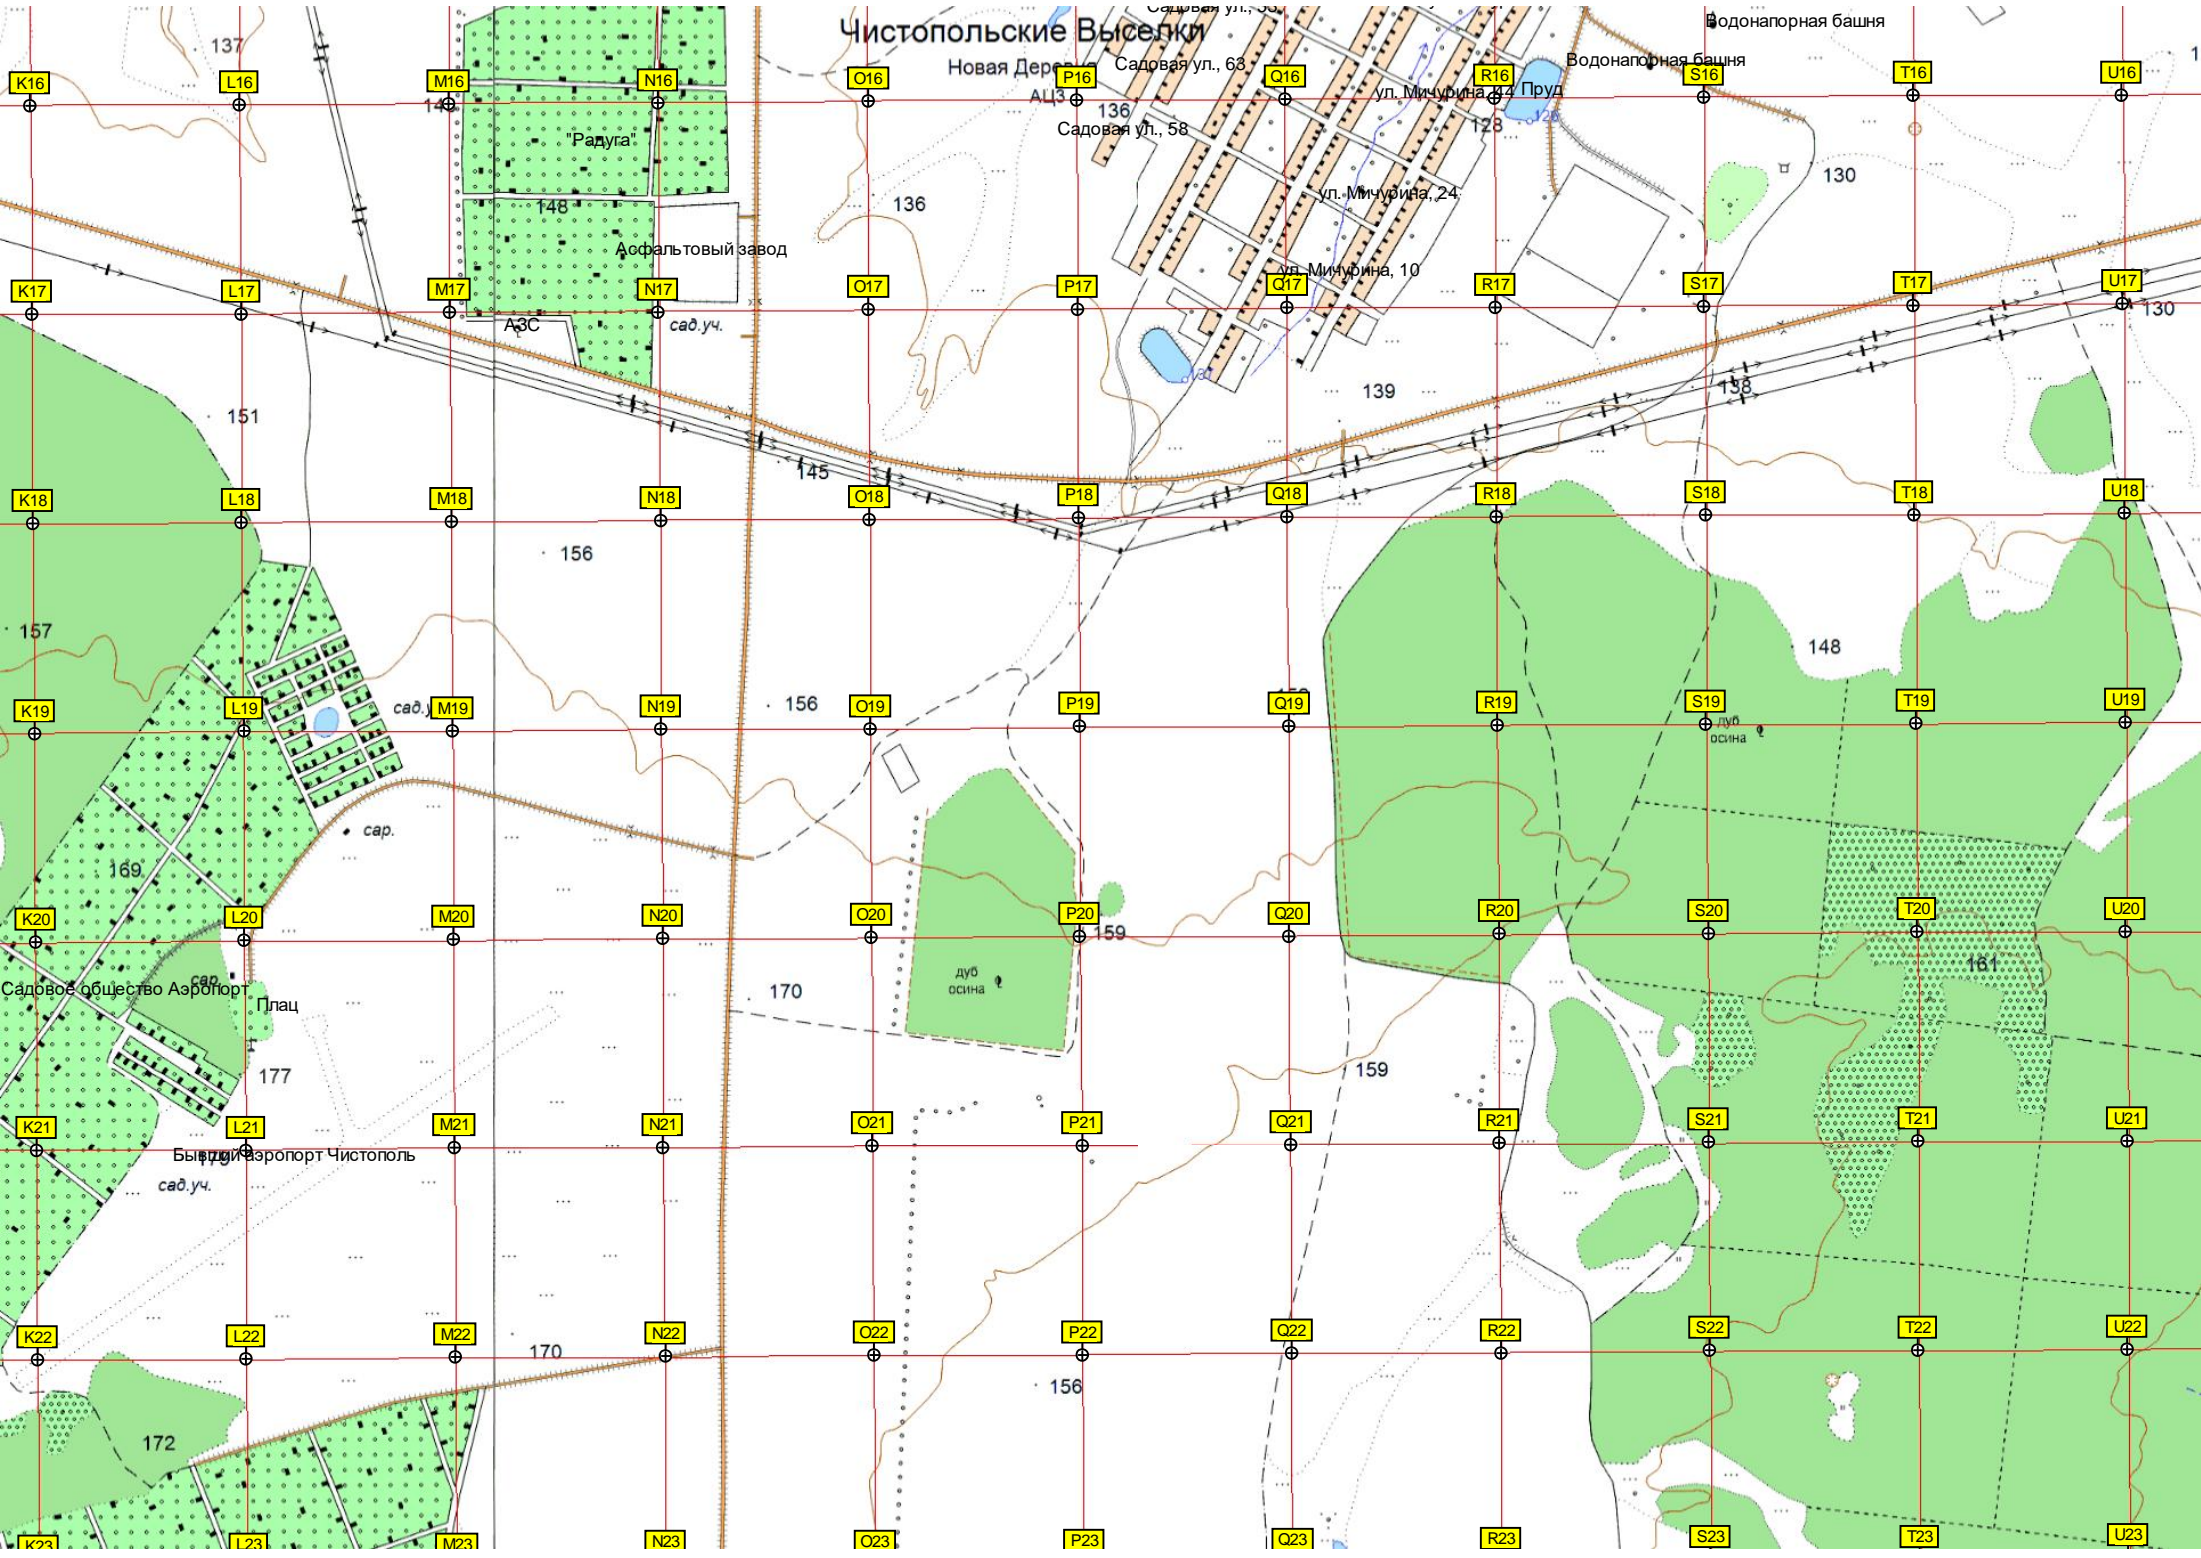 Садовая ул., 53.
Водонапорная башня
Чистопольские Выселки
137
Водонапорная башня
Новая Деревня
Садовая ул., 63
K16
L16
M16
N16
O16
P16
Q16
R16
S16
T16
U16
ул. Мичурина, 44
Пруд
АЦЗ
136
128
Садовая ул., 58
"Радуга"
130
ул. Мичурина, 24
148
136
Асфальтовый завод
ул. Мичурина, 10
K17
L17
M17
N17
O17
P17
Q17
R17
S17
T17
U17
130
АЗС
сад.уч.
138
139
151
145
K18
L18
M18
N18
O18
P18
Q18
R18
S18
T18
U18
156
157
148
сад.у
156
K19
L19
M19
N19
O19
P19
Q19
R19
S19
T19
U19
дуб
осина
сар.
169
K20
L20
M20
N20
O20
P20
Q20
R20
S20
T20
U20
159
161
дуб
осина
сар.
Садовое общество Аэропорт
Плац
170
177
159
K21
L21
M21
N21
O21
P21
Q21
R21
S21
T21
U21
Бывший аэропорт Чистополь
сад.уч.
K22
L22
M22
N22
O22
P22
Q22
R22
S22
T22
U22
170
156
172
K23
L23
M23
N23
O23
P23
Q23
R23
S23
T23
U23